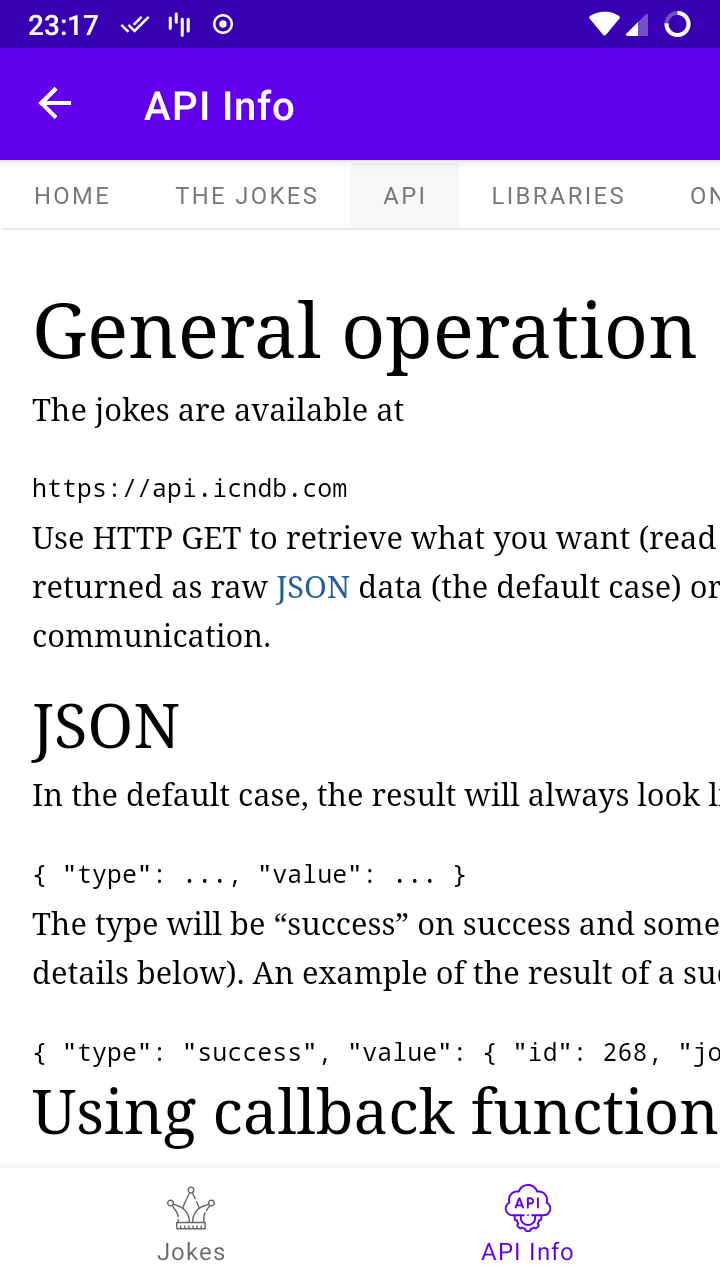 23:17
API Info
HOME THE JOKES API LIBRARIES
General operation
The jokes are available at
https://api.icndb.com
Use HTTP GET to retrieve what you want (read
returned as raw JSON data (the default case) or
communication.
JSON
In the default case, the result will always look
{ "type": ..., "value": ... }
The type will be “success” on success and some
details below). An example of the result of a
{ "type": "success", "value": { "id": 268,
Using callback function
API
Jokes API Info